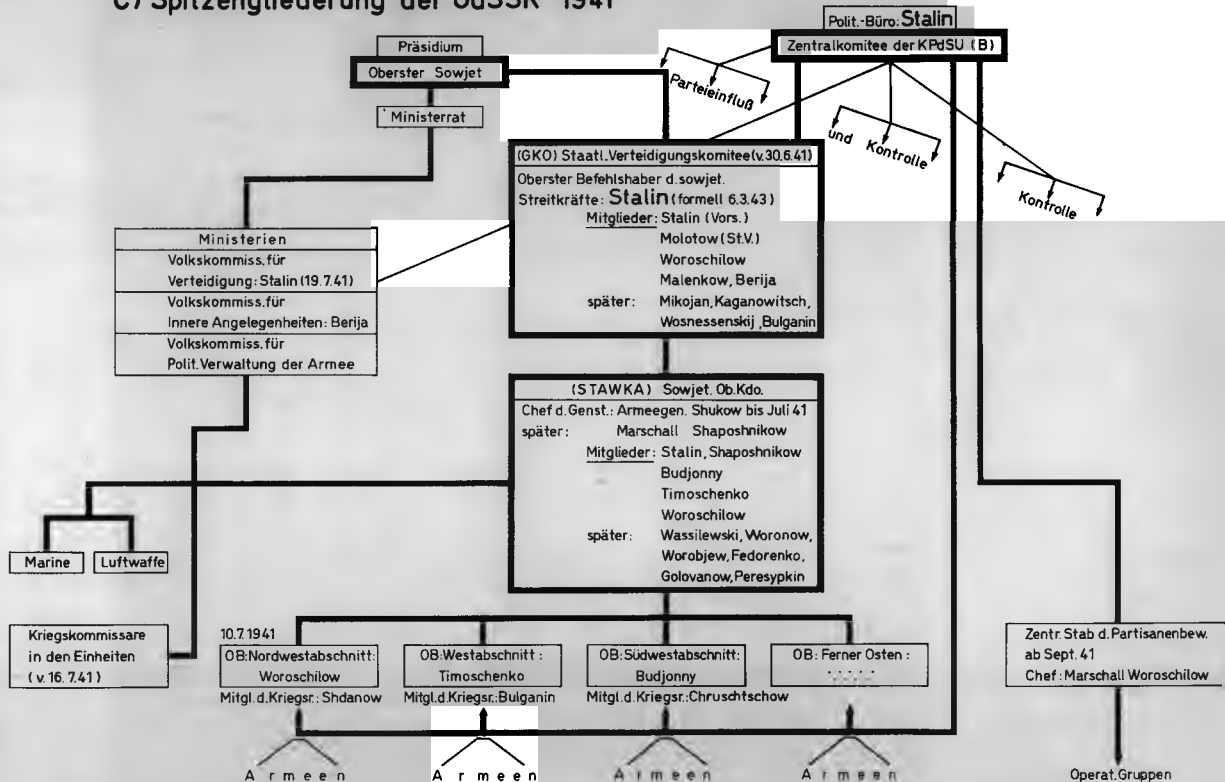 C) Spitzengliederung der UdSSR 1941
Polit.-Büro: Stalin
Zentralkomitee der KPdSU (B)
Präsidium
Oberster Sowjet
Ministerrat
Parteieinfluß
und Kontrolle
Kontrolle
(GKO) Staatl. Verteidigungskomitee (v. 30.6.41)
Oberster Befehlshaber d. sowjet.
Streitkräfte: Stalin (formell 6.3.43)
Mitglieder: Stalin (Vors.)
Molotow (St.V.)
Woroschilow
Malenkow, Berija
später: Mikojan, Kaganowitsch,
Wosnessenskij, Bulganin
Ministerien
Volkskommiss. für
Verteidigung: Stalin (19.7.41)
Volkskommiss. für
Innere Angelegenheiten: Berija
Volkskommiss. für
Polit. Verwaltung der Armee
(STAWKA) Sowjet. Ob. Kdo.
Chef d. Genst.: Armeegen. Shukow bis Juli 41
später: Marschall Shaposhnikow
Mitglieder: Stalin, Shaposhnikow
Budjonny
Timoschenko
Woroschilow
später: Wassilewski, Woronow,
Worobjew, Fedorenko,
Golovanow, Peresypkin
Marine
Luftwaffe
Kriegskommissare
in den Einheiten
(v. 16.7.41)
10.7.1941
OB: Nordwestabschnitt:
Woroschilow
Mitgl. d. Kriegsr.: Shdanow
OB: Westabschnitt:
Timoschenko
Mitgl. d. Kriegsr.: Bulganin
OB: Südwestabschnitt:
Budjonny
Mitgl. d. Kriegsr.: Chruschtschow
OB: Ferner Osten:
Zentr. Stab d. Partisanenbew.
ab Sept. 41
Chef: Marschall Woroschilow
Armeen
Armeen
Armeen
Armeen
Operat. Gruppen